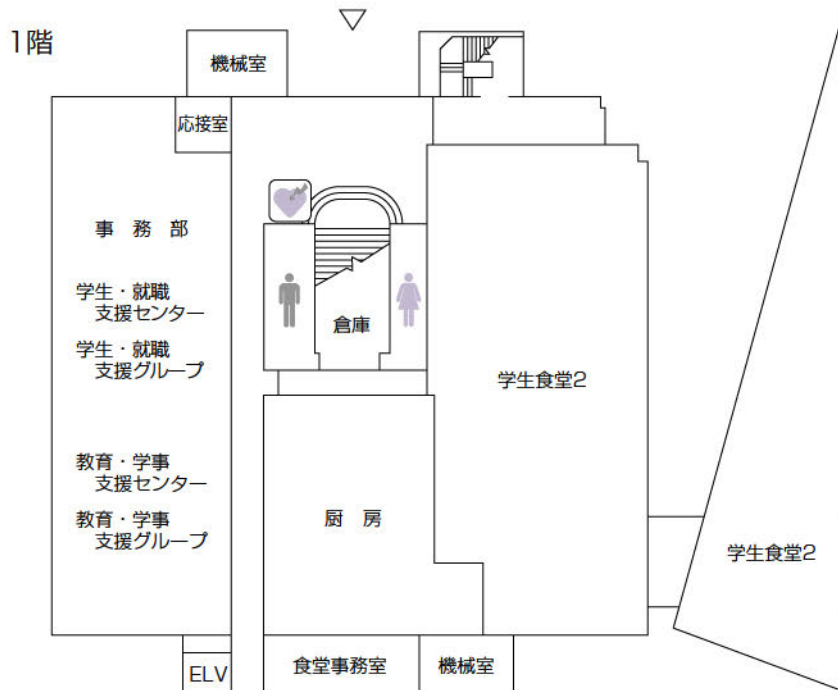 1階
機械室
応接室
事務部
学生・就職
支援センター
学生・就職
支援グループ
倉庫
学生食堂2
教育・学事
支援センター
教育・学事
支援グループ
厨房
学生食堂2
ELV
食堂事務室
機械室